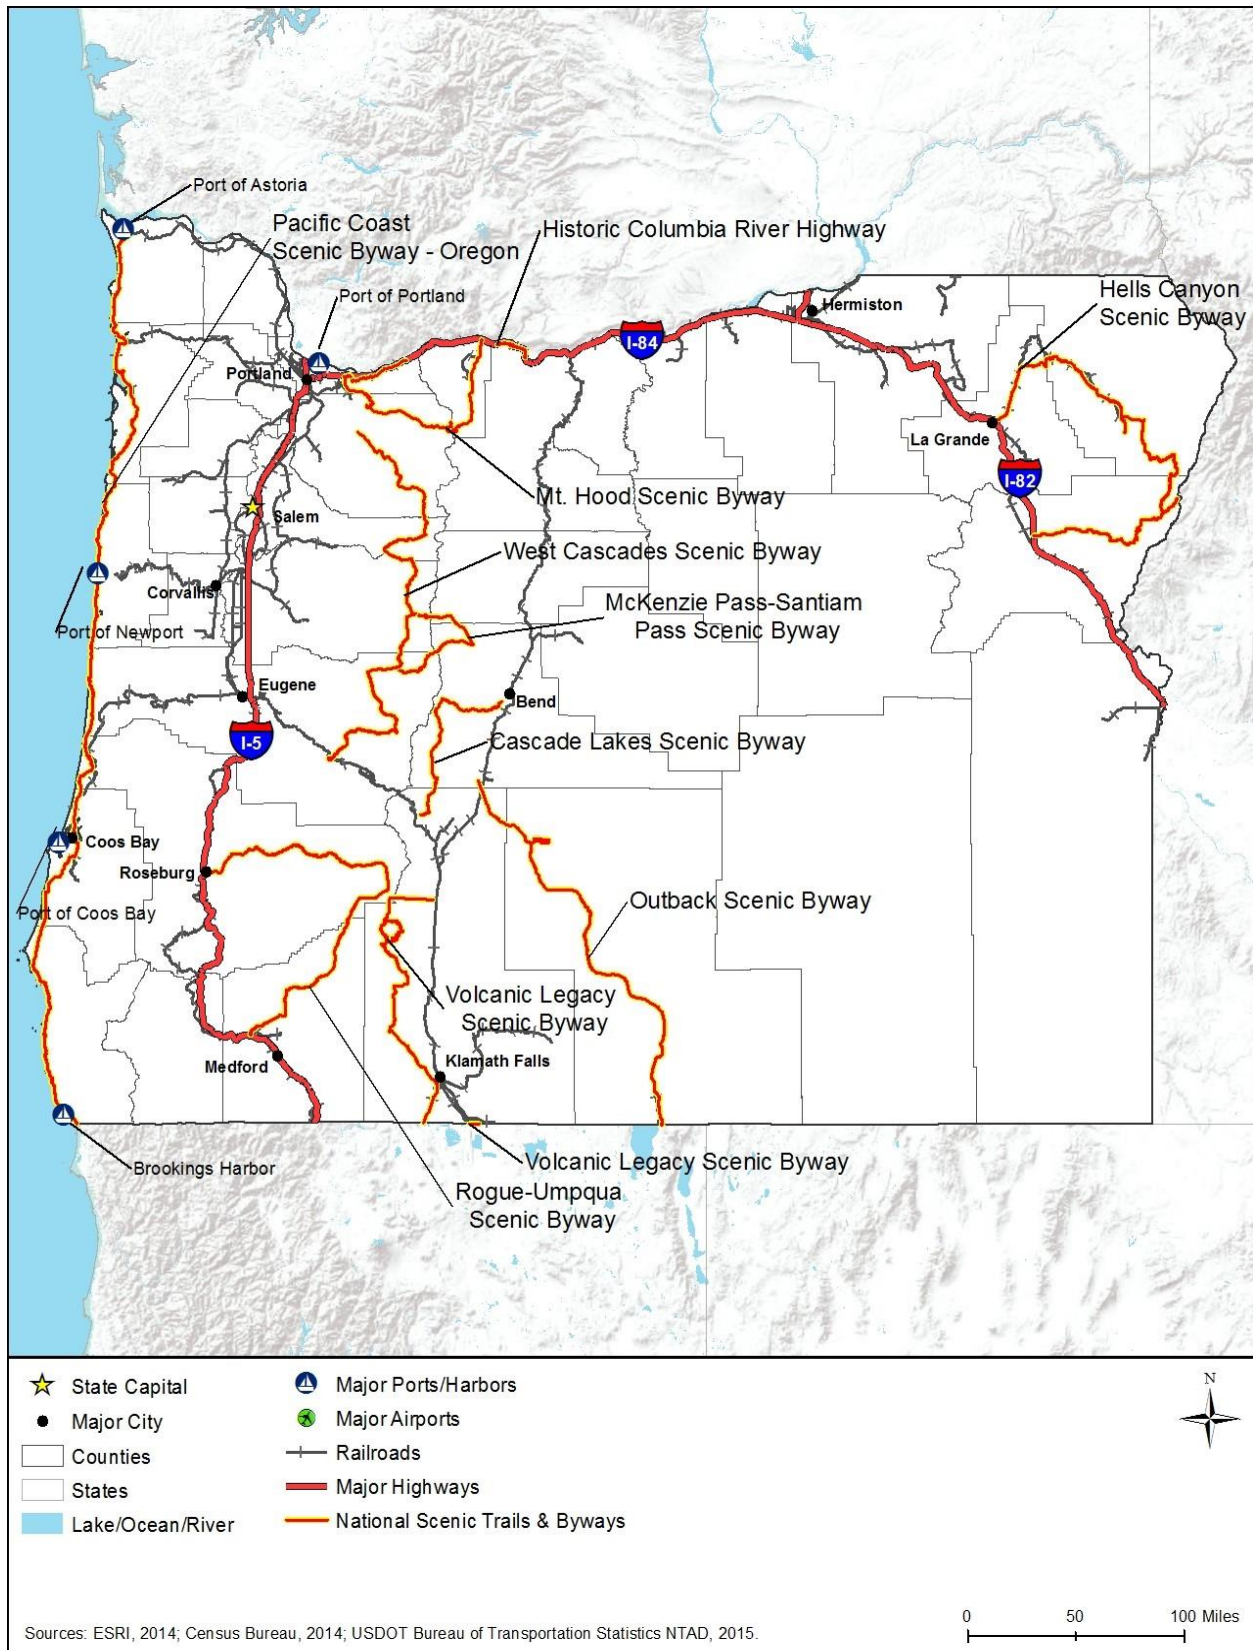 Port of Astoria
Pacific Coast
Scenic Byway - Oregon
Historic Columbia River Highway
Port of Portland
Hermiston
Hells Canyon
Scenic Byway
I-84
Portland
La Grande
I-82
Mt. Hood Scenic Byway
Salem
West Cascades Scenic Byway
Corvallis
McKenzie Pass-Santiam
Pass Scenic Byway
Port of Newport
Eugene
Bend
I-5
Cascade Lakes Scenic Byway
Coos Bay
Roseburg
Outback Scenic Byway
Port of Coos Bay
Volcanic Legacy
Scenic Byway
Medford
Klamath Falls
Brookings Harbor
Volcanic Legacy Scenic Byway
Rogue-Umpqua
Scenic Byway
State Capital
Major City
Counties
States
Lake/Ocean/River
Major Ports/Harbors
Major Airports
Railroads
Major Highways
National Scenic Trails & Byways
N
0 50 100 Miles
Sources: ESRI, 2014; Census Bureau, 2014; USDOT Bureau of Transportation Statistics NTAD, 2015.